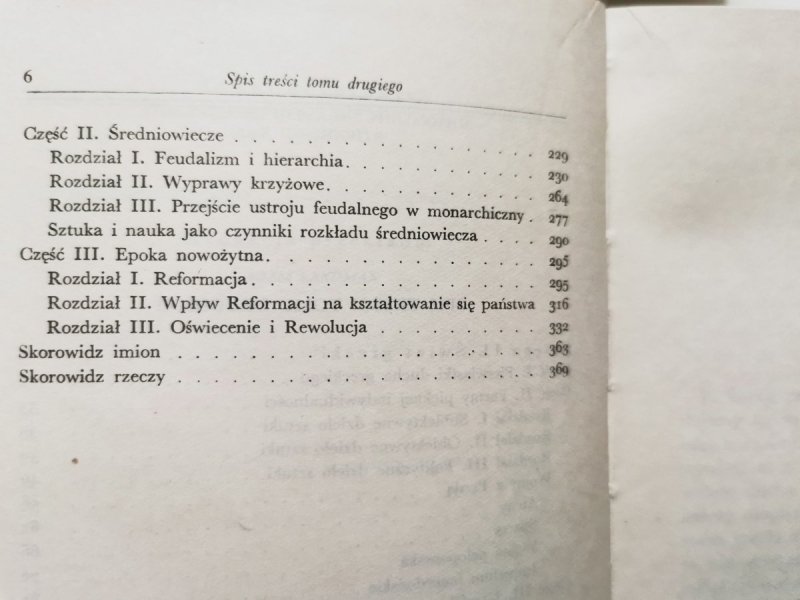 6 Spis treści tomu drugiego
Część II. Średniowiecze . . . . . . . . . . . . . . . 229
Rozdział I. Feudalizm i hierarchia . . . . . . . . . . 230
Rozdział II. Wyprawy krzyżowe . . . . . . . . . . . 264
Rozdział III. Przejście ustroju feudalnego w monarchiczny . 277
Sztuka i nauka jako czynniki rozkładu średniowiecza . . . . 290
Część III. Epoka nowożytna . . . . . . . . . . . . . 295
Rozdział I. Reformacja . . . . . . . . . . . . . . . 295
Rozdział II. Wpływ Reformacji na kształtowanie się państwa 316
Rozdział III. Oświecenie i Rewolucja . . . . . . . . . 332
Skorowidz imion . . . . . . . . . . . . . . . . . . 363
Skorowidz rzeczy . . . . . . . . . . . . . . . . . . 369